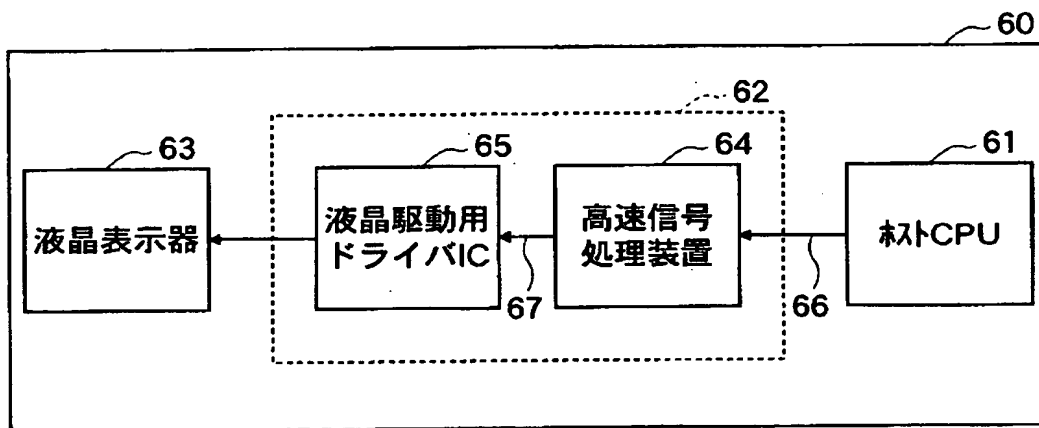 60
62
63
65
64
61
液晶表示器
液晶駆動用
ドライバIC
高速信号
処理装置
ﾎｽﾄCPU
67
66